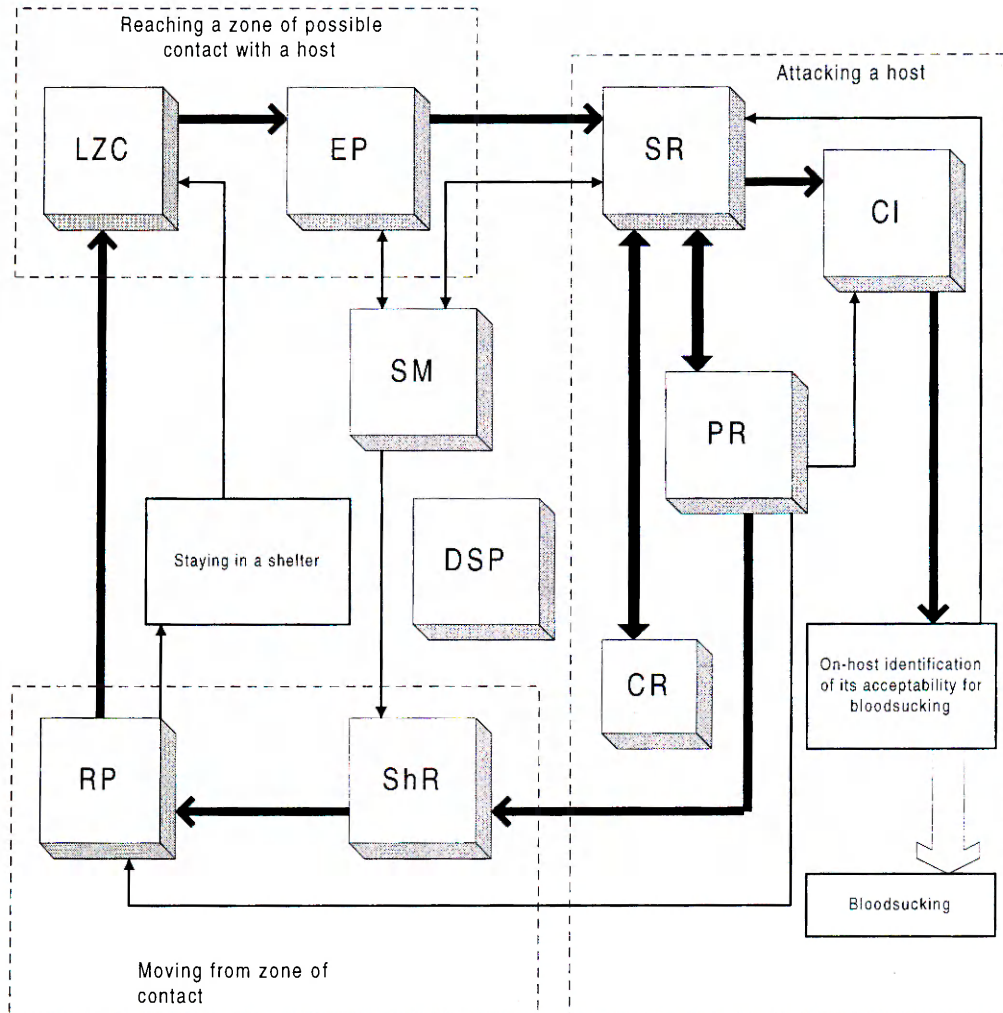 Reaching a zone of possible
contact with a host
Attacking a host
LZC
EP
SR
CI
SM
PR
Staying in a shelter
DSP
CR
On-host identification
of its acceptability for
bloodsucking
RP
ShR
Bloodsucking
Moving from zone of
contact